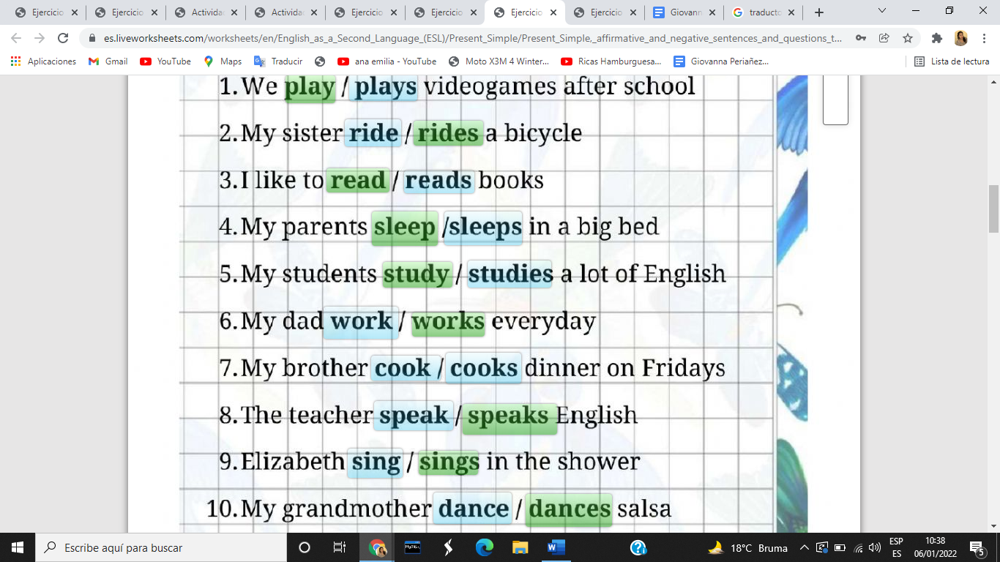 Ejercicio
Ejercicio
Actividad
Actividad
Ejercicio
Ejercicio
Ejercicio
Ejercicio
Giovann
traducto
es.liveworksheets.com/worksheets/en/English_as_a_Second_Language_(ESL)/Present_Simple/Present_Simple,_affirmative_and_negative_sentences_and_questions_t...
Aplicaciones
Gmail
YouTube
Maps
Traducir
ana emilia - YouTube
Moto X3M 4 Winter...
Ricas Hamburguesa...
Giovanna Periañez...
Lista de lectura
1. We play / plays videogames after school
2. My sister ride / rides a bicycle
3. I like to read / reads books
4. My parents sleep /sleeps in a big bed
5. My students study / studies a lot of English
6. My dad work / works everyday
7. My brother cook / cooks dinner on Fridays
8. The teacher speak / speaks English
9. Elizabeth sing / sings in the shower
10. My grandmother dance / dances salsa
Escribe aquí para buscar
18°C Bruma
ESP
ES
10:38
06/01/2022
5